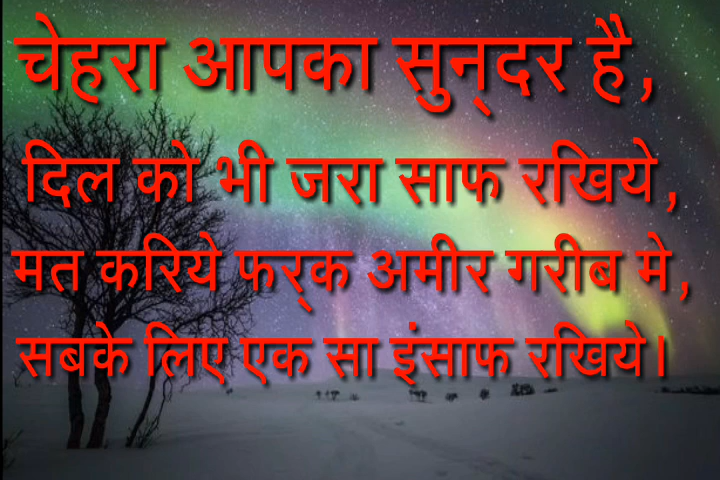 चेहरा आपका सुन्‌दर है,
दिल को भी जरा साफ रखिये,
मत करिये फर्‌क अमीर गरीब मे,
सबके लिए एक सा इंसाफ रखिये।